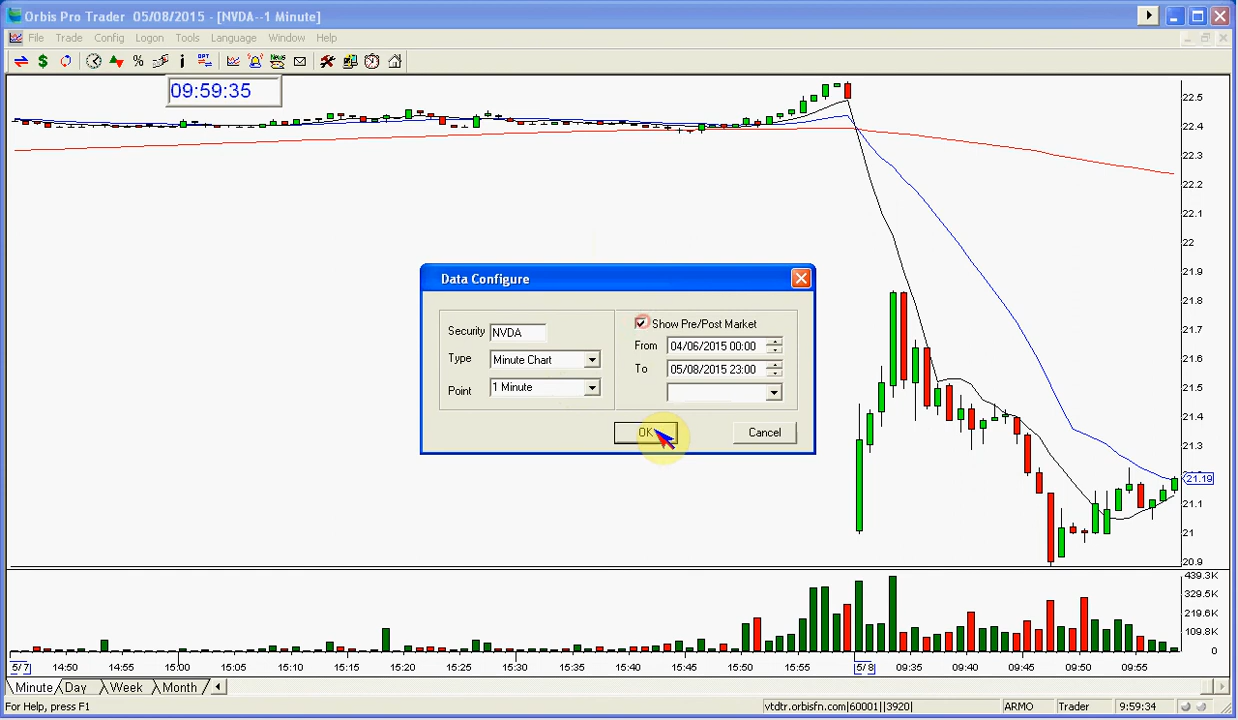 Orbis Pro Trader 05/08/2015 - [NVDA--1 Minute]
File Trade Config Logon Tools Language Window Help
$ % i OPT News
09:59:35
22.5
22.4
22.3
22.2
22.1
22
21.9
21.8
21.7
21.6
21.5
21.4
21.3
21.19
21.1
21
20.9
Data Configure
Security NVDA
Type Minute Chart
Point 1 Minute
Show Pre/Post Market
From 04/06/2015 00:00
To 05/08/2015 23:00
OK Cancel
439.3K
329.5K
219.6K
109.8K
0
5/7 14:50 14:55 15:00 15:05 15:10 15:15 15:20 15:25 15:30 15:35 15:40 15:45 15:50 15:55 5/8 09:35 09:40 09:45 09:50 09:55
Minute Day Week Month
For Help, press F1 vtdtr.orbisfn.com|60001||3920| ARMO Trader 9:59:34